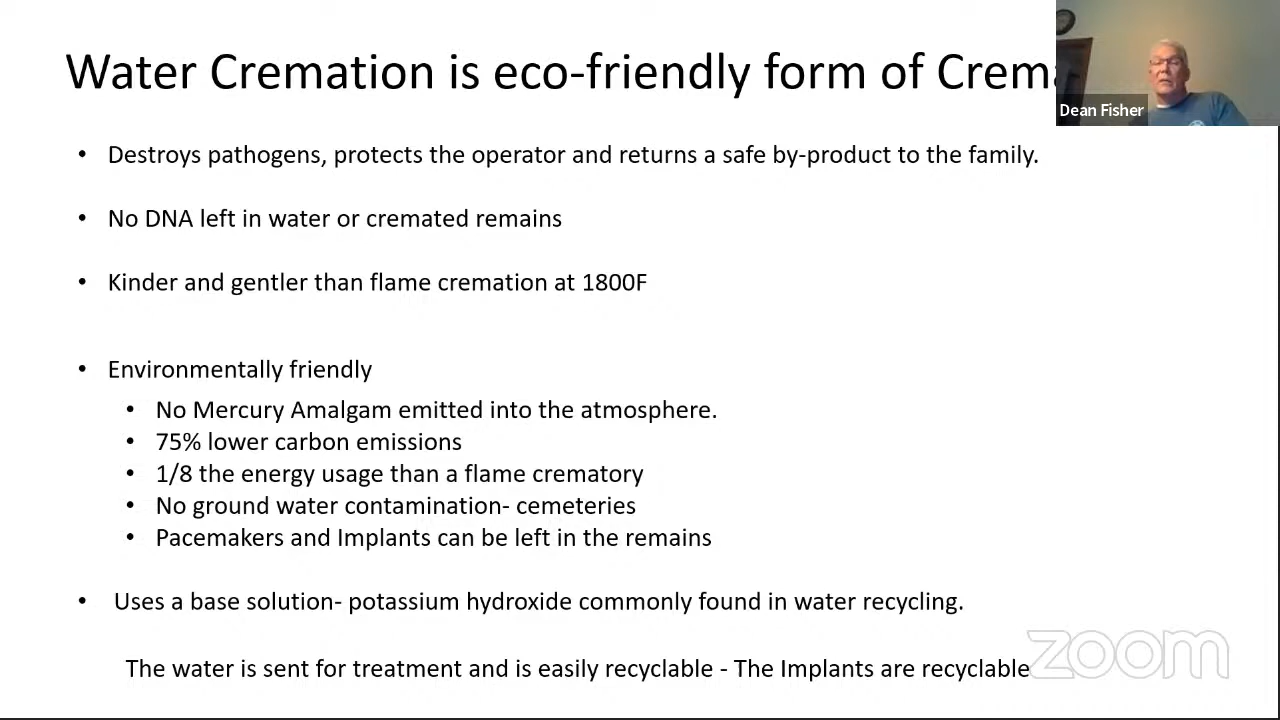 Water Cremation is eco-friendly form of Crema
Dean Fisher
• Destroys pathogens, protects the operator and returns a safe by-product to the family.
• No DNA left in water or cremated remains
• Kinder and gentler than flame cremation at 1800F
• Environmentally friendly
• No Mercury Amalgam emitted into the atmosphere.
• 75% lower carbon emissions
• 1/8 the energy usage than a flame crematory
• No ground water contamination- cemeteries
• Pacemakers and Implants can be left in the remains
• Uses a base solution- potassium hydroxide commonly found in water recycling.
The water is sent for treatment and is easily recyclable - The Implants are recyclable
zoom